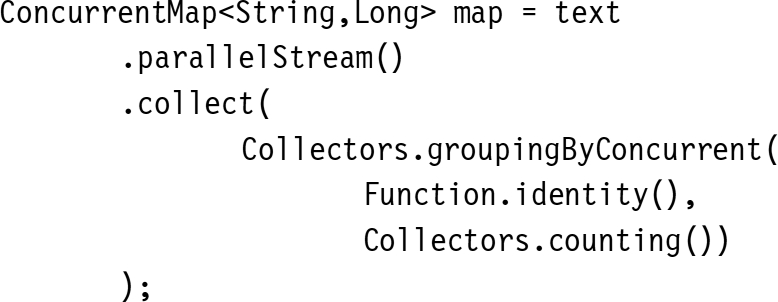 ConcurrentMap<String,Long> map = text
.parallelStream()
.collect(
Collectors.groupingByConcurrent(
Function.identity(),
Collectors.counting())
);